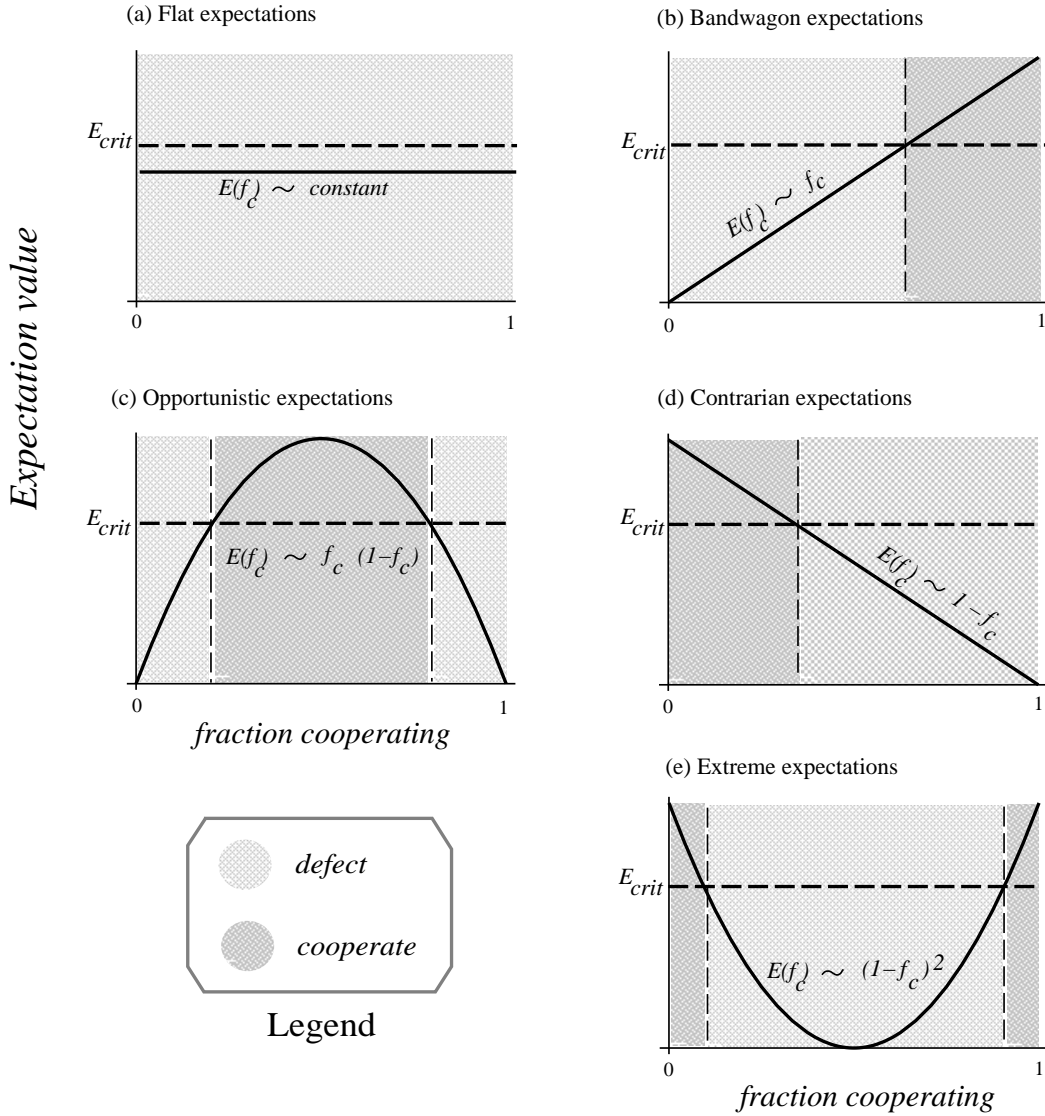 (a) Flat expectations
E_crit
E(f_c) ~ constant
0 1
(b) Bandwagon expectations
E_crit
E(f_c) ~ f_c
0 1
Expectation value
(c) Opportunistic expectations
E_crit
E(f_c) ~ f_c (1−f_c)
0 1
fraction cooperating
(d) Contrarian expectations
E_crit
E(f_c) ~ 1−f_c
0 1
(e) Extreme expectations
E_crit
E(f_c) ~ (1−f_c)^2
0 1
fraction cooperating
defect
cooperate
Legend